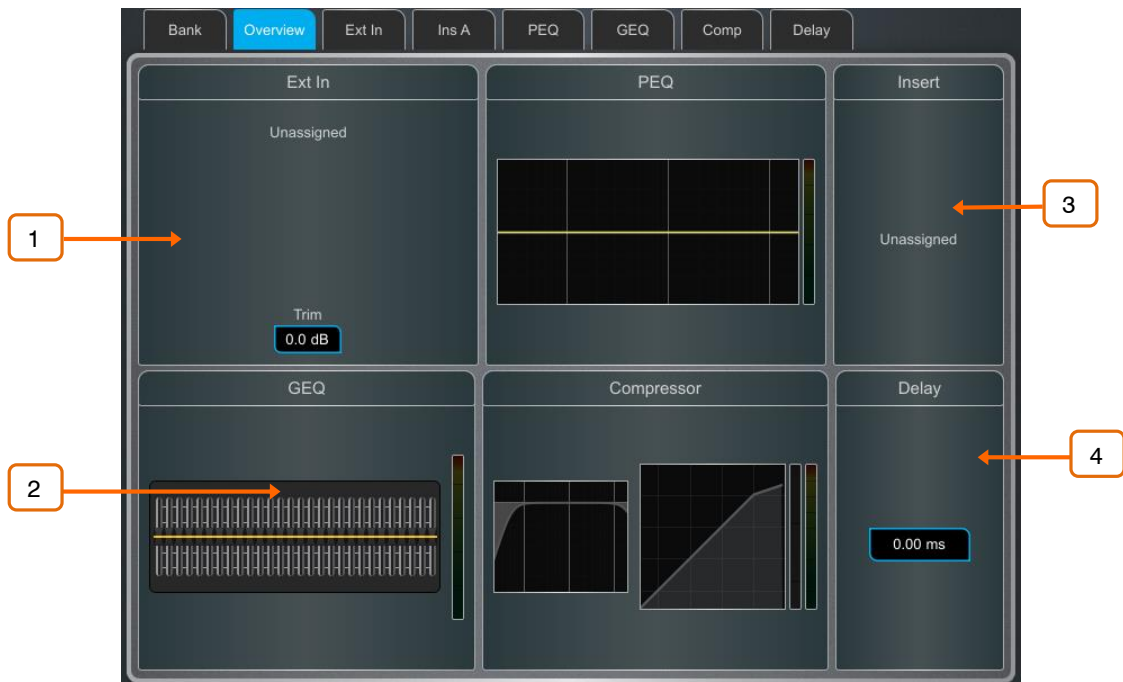 Bank
Overview
Ext In
Ins A
PEQ
GEQ
Comp
Delay
Ext In
PEQ
Insert
Unassigned
Trim
0.0 dB
Unassigned
1
3
GEQ
Compressor
Delay
0.00 ms
2
4